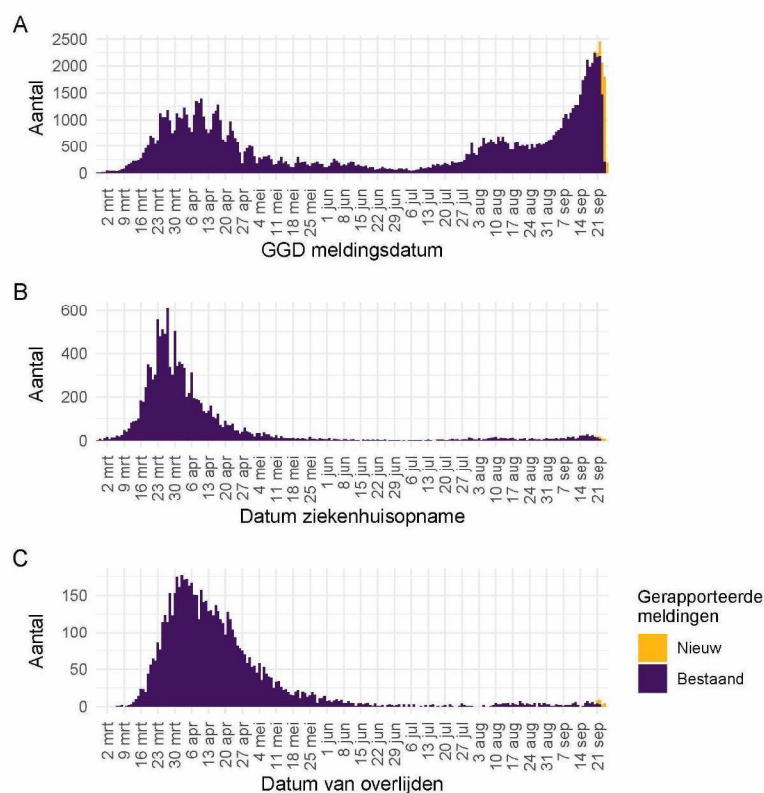 A
2500
2000
1500
1000
500
0
Aantal
2 mrt
9 mrt
16 mrt
23 mrt
30 mrt
6 apr
13 apr
20 apr
27 apr
4 mei
11 mei
18 mei
25 mei
1 jun
8 jun
15 jun
22 jun
29 jun
6 jul
13 jul
20 jul
27 jul
3 aug
10 aug
17 aug
24 aug
31 aug
7 sep
14 sep
21 sep
GGD meldingsdatum
B
600
400
200
0
Aantal
2 mrt
9 mrt
16 mrt
23 mrt
30 mrt
6 apr
13 apr
20 apr
27 apr
4 mei
11 mei
18 mei
25 mei
1 jun
8 jun
15 jun
22 jun
29 jun
6 jul
13 jul
20 jul
27 jul
3 aug
10 aug
17 aug
24 aug
31 aug
7 sep
14 sep
21 sep
Datum ziekenhuisopname
C
150
100
50
0
Aantal
2 mrt
9 mrt
16 mrt
23 mrt
30 mrt
6 apr
13 apr
20 apr
27 apr
4 mei
11 mei
18 mei
25 mei
1 jun
8 jun
15 jun
22 jun
29 jun
6 jul
13 jul
20 jul
27 jul
3 aug
10 aug
17 aug
24 aug
31 aug
7 sep
14 sep
21 sep
Datum van overlijden
Gerapporteerde
meldingen
Nieuw
Bestaand